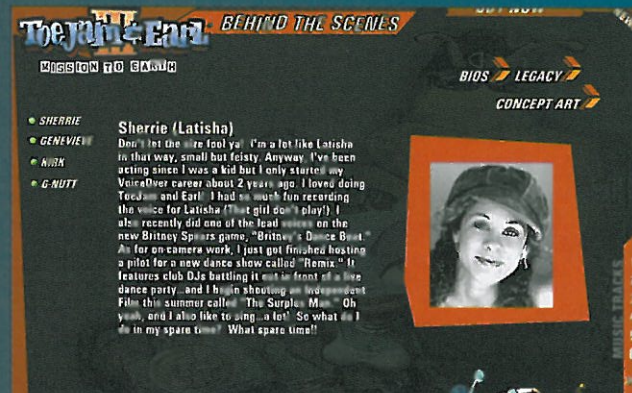 ToeJam & Earl III
MISSION TO EARTH
BEHIND THE SCENES
OUT NOW
BIOS
LEGACY
CONCEPT ART
SHERRIE
GENEVIEVE
KIRK
G-NUTT
Sherrie (Latisha)
Don't let the size fool ya! I'm a lot like Latisha
in that way, small but feisty. Anyway, I've been
acting since I was a kid but I only started my
VoiceOver career about 2 years ago. I loved doing
ToeJam and Earl! I had so much fun recording
the voice for Latisha (That girl don't play!). I
also recently did one of the lead voices on the
new Britney Spears game, "Britney's Dance Beat."
As for on-camera work, I just got finished hosting
a pilot for a new dance show called "Remix." It
features club DJs battling it out in front of a live
dance party...and I begin shooting an Independent
Film this summer called "The Surplus Man." Oh
yeah, and I also like to sing...a lot! So what do I
do in my spare time? What spare time!!
MUSIC TRACKS